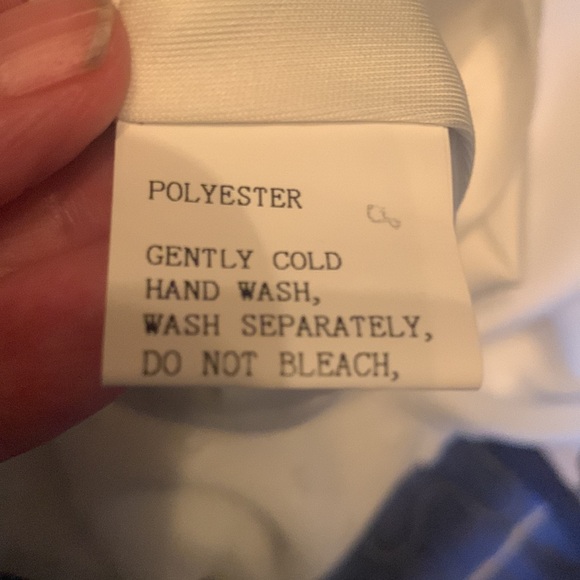 POLYESTER
GENTLY COLD
HAND WASH,
WASH SEPARATELY,
DO NOT BLEACH,